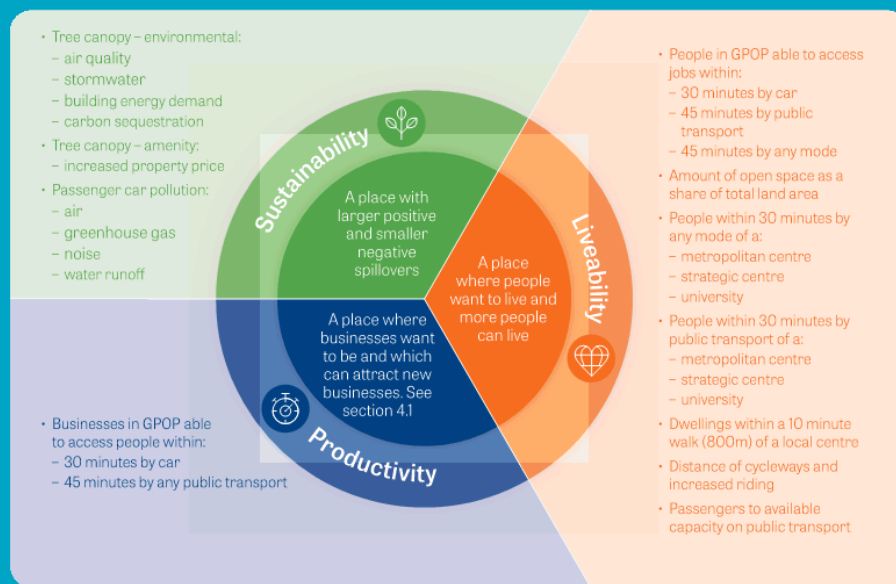 • Tree canopy – environmental:
– air quality
– stormwater
– building energy demand
– carbon sequestration
• Tree canopy – amenity:
– increased property price
• Passenger car pollution:
– air
– greenhouse gas
– noise
– water runoff
Sustainability
A place with
larger positive
and smaller
negative
spillovers
• People in GPOP able to access
jobs within:
– 30 minutes by car
– 45 minutes by public
transport
– 45 minutes by any mode
• Amount of open space as a
share of total land area
• People within 30 minutes by
any mode of a:
– metropolitan centre
– strategic centre
– university
• People within 30 minutes by
public transport of a:
– metropolitan centre
– strategic centre
– university
• Dwellings within a 10 minute
walk (800m) of a local centre
• Distance of cycleways and
increased riding
• Passengers to available
capacity on public transport
Liveability
A place
where people
want to live and
more people
can live
A place where
businesses want
to be and which
can attract new
businesses. See
section 4.1
Productivity
• Businesses in GPOP able
to access people within:
– 30 minutes by car
– 45 minutes by any public transport